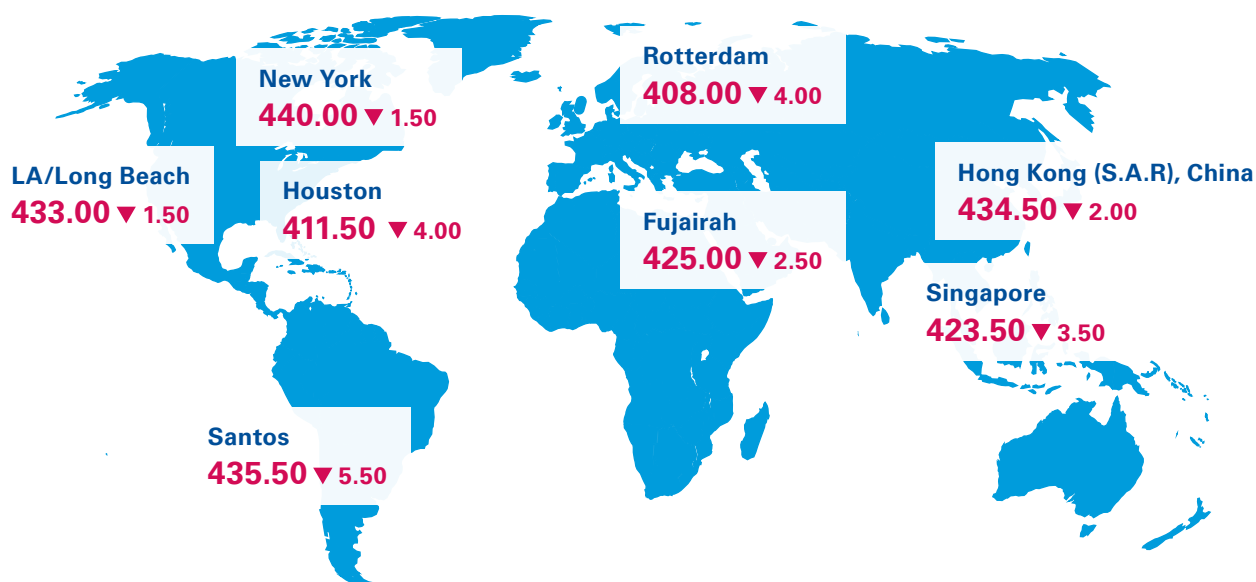 New York
440.00 ▼ 1.50
Rotterdam
408.00 ▼ 4.00
LA/Long Beach
433.00 ▼ 1.50
Houston
411.50 ▼ 4.00
Hong Kong (S.A.R), China
434.50 ▼ 2.00
Fujairah
425.00 ▼ 2.50
Singapore
423.50 ▼ 3.50
Santos
435.50 ▼ 5.50